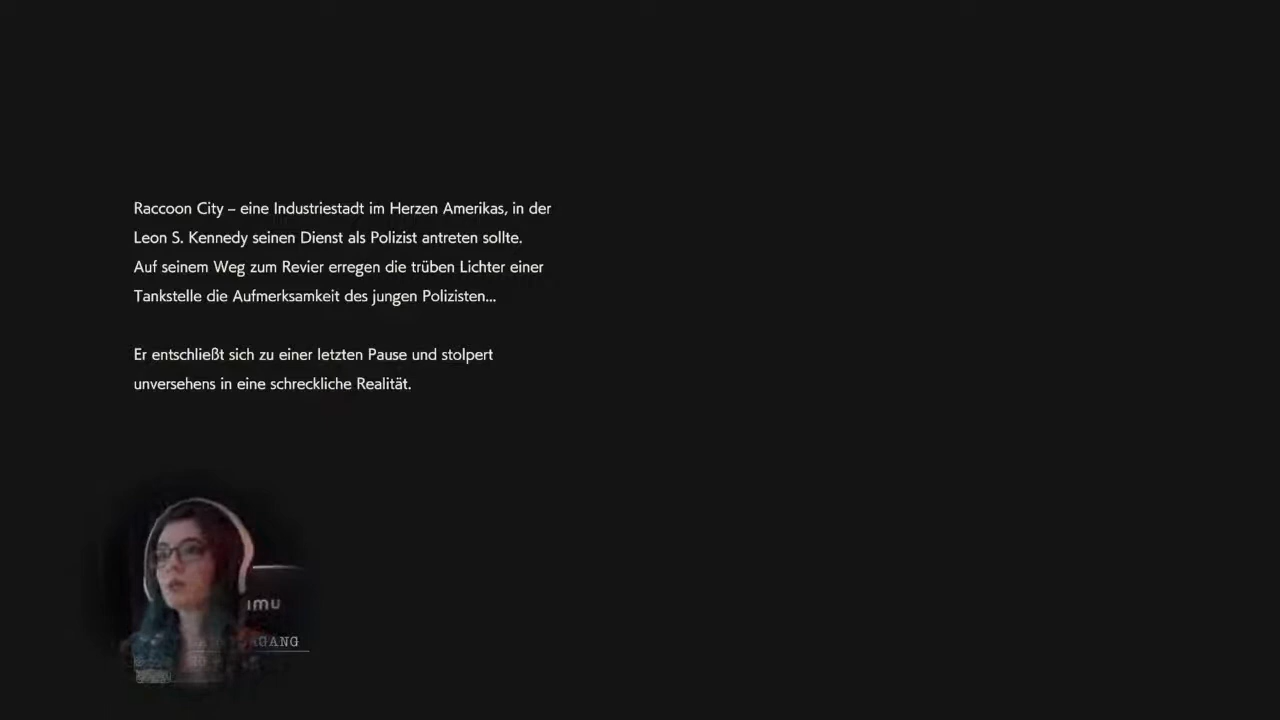 Raccoon City – eine Industriestadt im Herzen Amerikas, in der
Leon S. Kennedy seinen Dienst als Polizist antreten sollte.
Auf seinem Weg zum Revier erregen die trüben Lichter einer
Tankstelle die Aufmerksamkeit des jungen Polizisten...
Er entschließt sich zu einer letzten Pause und stolpert
unversehens in eine schreckliche Realität.